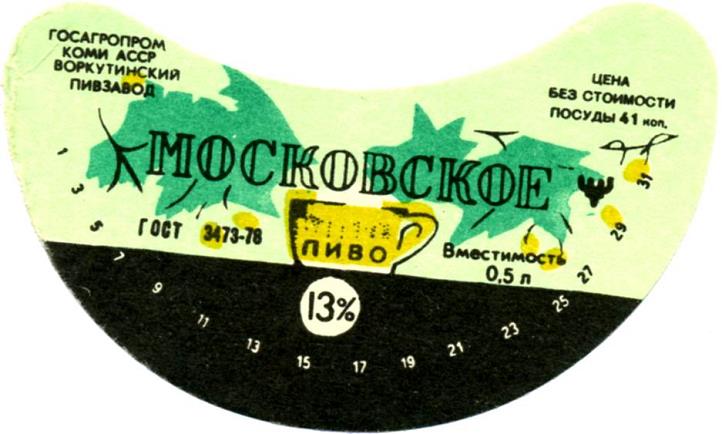 ГОСАГРОПРОМ
КОМИ АССР
ВОРКУТИНСКИЙ
ПИВЗАВОД
ЦЕНА
БЕЗ СТОИМОСТИ
ПОСУДЫ 41 коп.
МОСКОВСКОЕ
ГОСТ 3473-78
ПИВО
Вместимость
0,5 л
13%
1 3 5 7 9 11 13 15 17 19 21 23 25 27 29 31